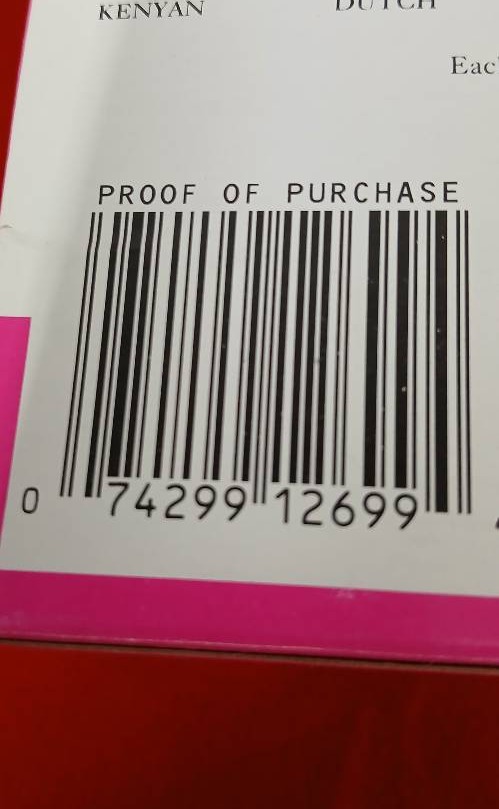 KENYAN DUTCH
Eac
PROOF OF PURCHASE
0 74299 12699